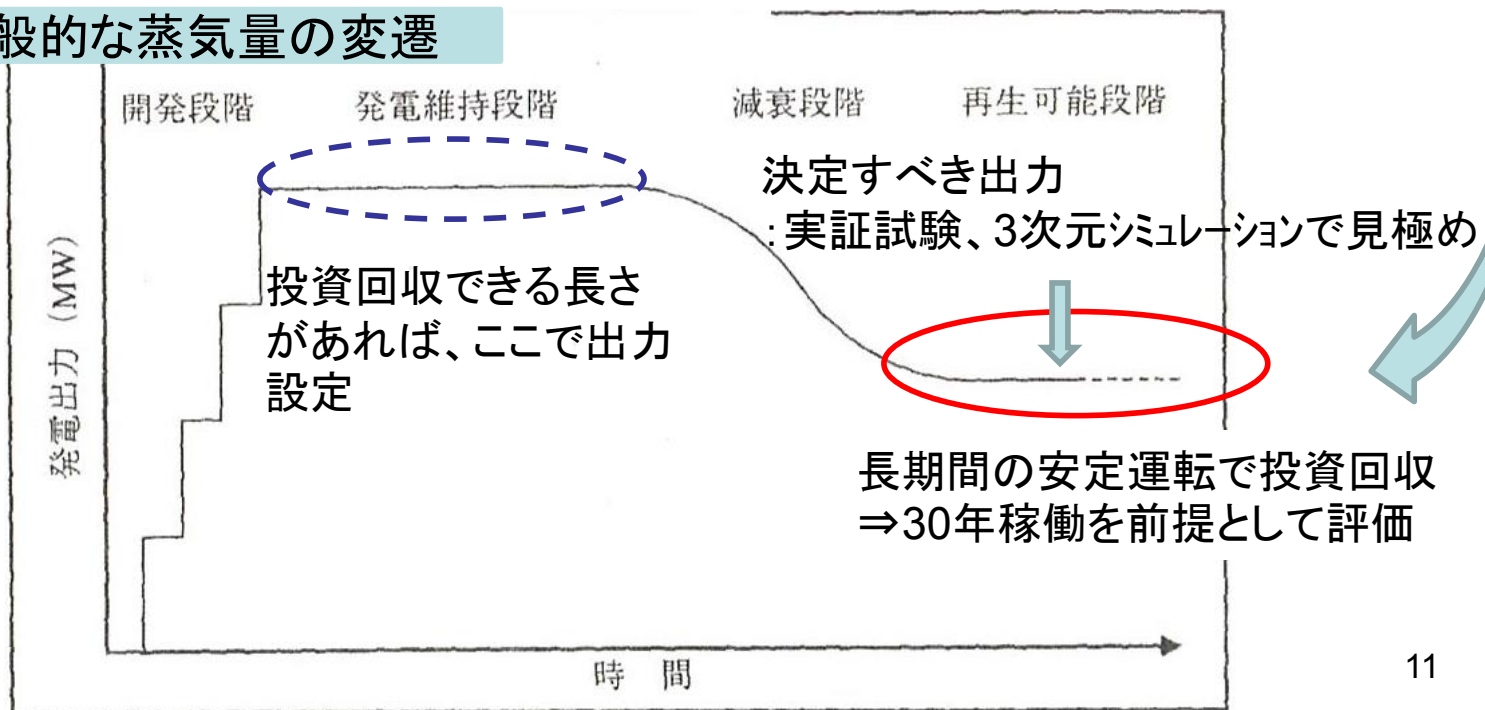 般的な蒸気量の変遷
開発段階
発電維持段階
減衰段階
再生可能段階
決定すべき出力
:実証試験、3次元シミュレーションで見極め
投資回収できる長さ
があれば、ここで出力
設定
発電出力 (MW)
長期間の安定運転で投資回収
⇒30年稼働を前提として評価
時 間
11